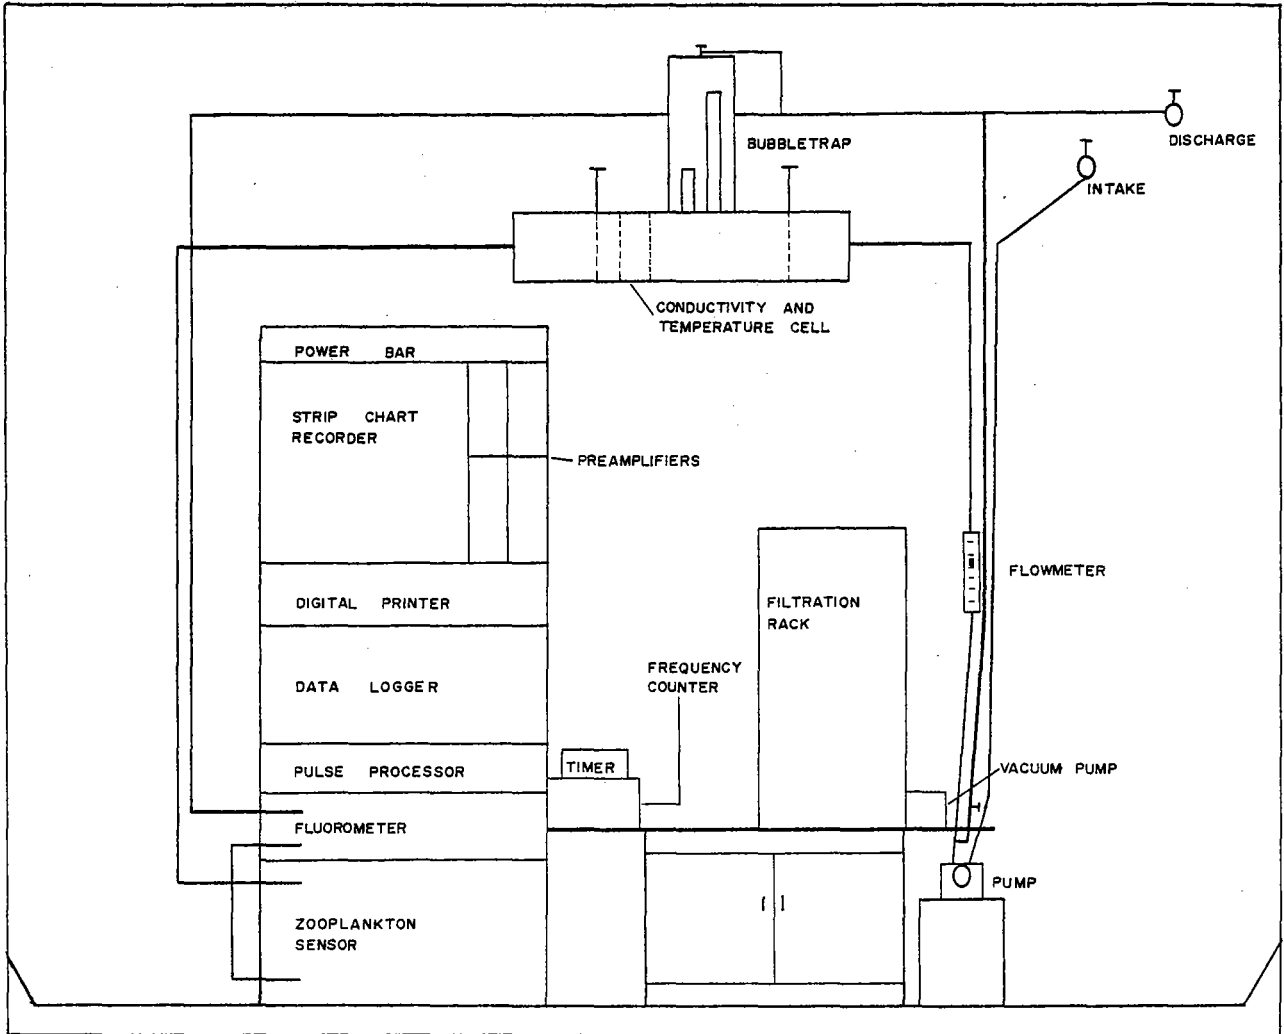 BUBBLETRAP
DISCHARGE
INTAKE
CONDUCTIVITY AND
TEMPERATURE CELL
POWER BAR
STRIP CHART
RECORDER
PREAMPLIFIERS
FLOWMETER
DIGITAL PRINTER
FILTRATION
RACK
FREQUENCY
COUNTER
DATA LOGGER
PULSE PROCESSOR
TIMER
VACUUM PUMP
FLUOROMETER
PUMP
ZOOPLANKTON
SENSOR